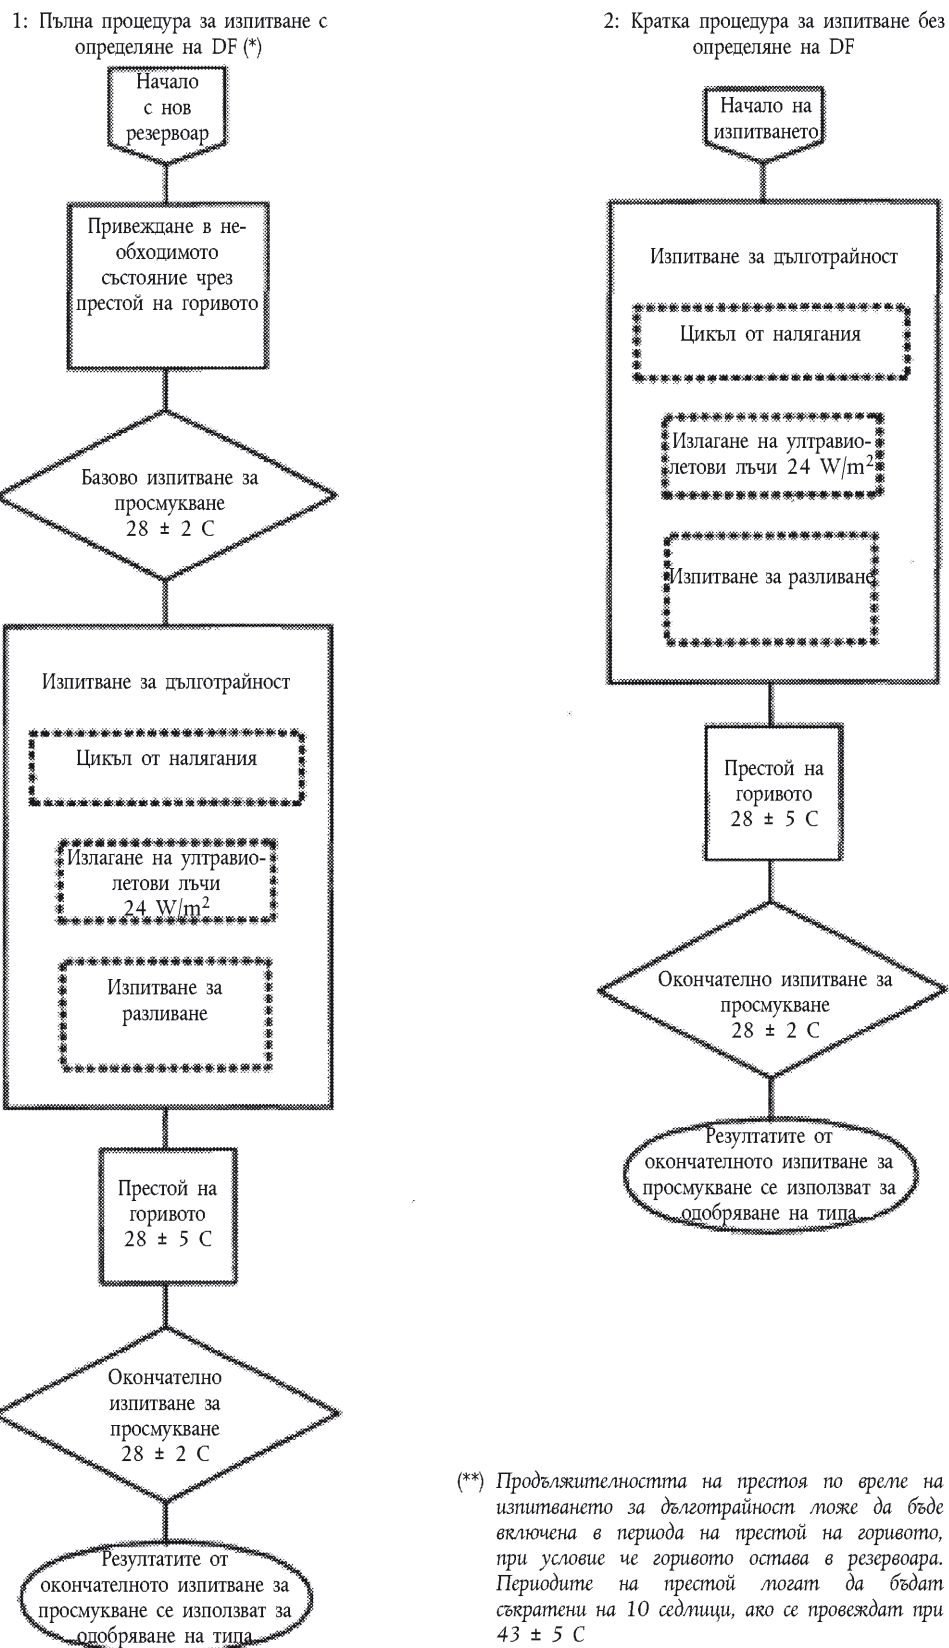 1: Пълна процедура за изпитване с
определяне на DF (*)
Начало
с нов
резервоар
Привеждане в не-
обходимото
състояние чрез
престой на горивото
Базово изпитване за
просмукване
28 ± 2 C
Изпитване за дълготрайност
Цикъл от налягания
Излагане на ултравио-
летови лъчи
24 W/m²
Изпитване за
разливане
Престой на
горивото
28 ± 5 C
Окончателно
изпитване за
просмукване
28 ± 2 C
Резултатите от
окончателното изпитване за
просмукване се използват за
одобряване на типа
2: Кратка процедура за изпитване без
определяне на DF
Начало на
изпитването
Изпитване за дълготрайност
Цикъл от налягания
Излагане на ултравио-
летови лъчи 24 W/m²
Изпитване за разливане
Престой на
горивото
28 ± 5 C
Окончателно изпитване за
просмукване
28 ± 2 C
Резултатите от
окончателното изпитване за
просмукване се използват за
одобряване на типа
(**) Продължителността на престоя по време на
изпитването за дълготрайност може да бъде
включена в периода на престой на горивото,
при условие че горивото остава в резервоара.
Периодите на престой могат да бъдат
съкратени на 10 седмици, ако се провеждат при
43 ± 5 C